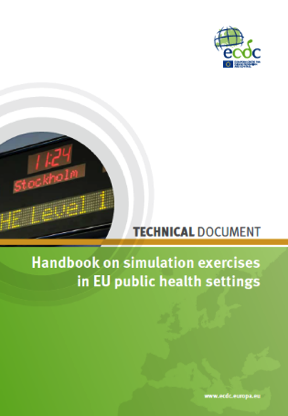 ecdc
11:24
Stockholm
HE Level 1
TECHNICAL DOCUMENT
Handbook on simulation exercises
in EU public health settings
www.ecdc.europa.eu